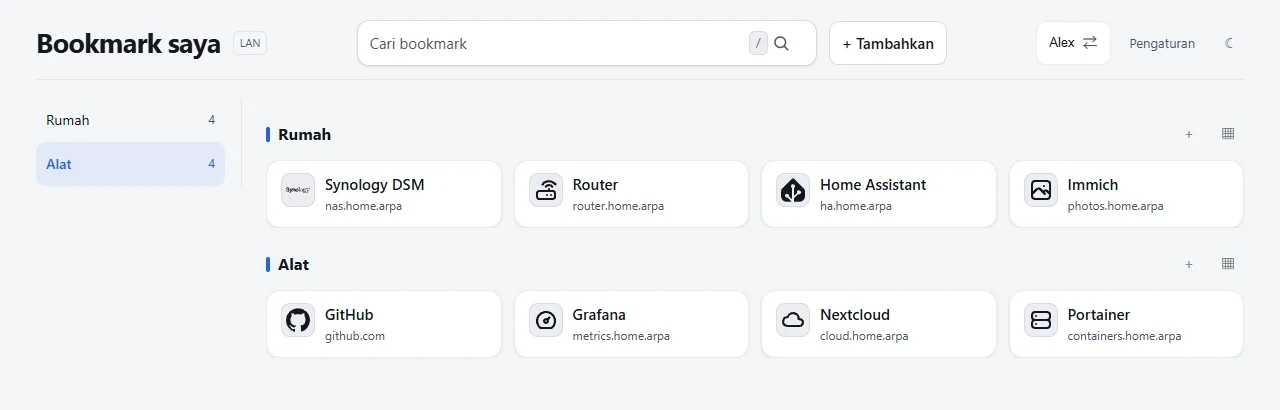 Bookmark saya
LAN
Cari bookmark
/
+ Tambahkan
Alex
Pengaturan
Rumah 4
Alat 4
Rumah
+
Synology
Synology DSM
nas.home.arpa
Router
router.home.arpa
Home Assistant
ha.home.arpa
Immich
photos.home.arpa
Alat
+
GitHub
github.com
Grafana
metrics.home.arpa
Nextcloud
cloud.home.arpa
Portainer
containers.home.arpa